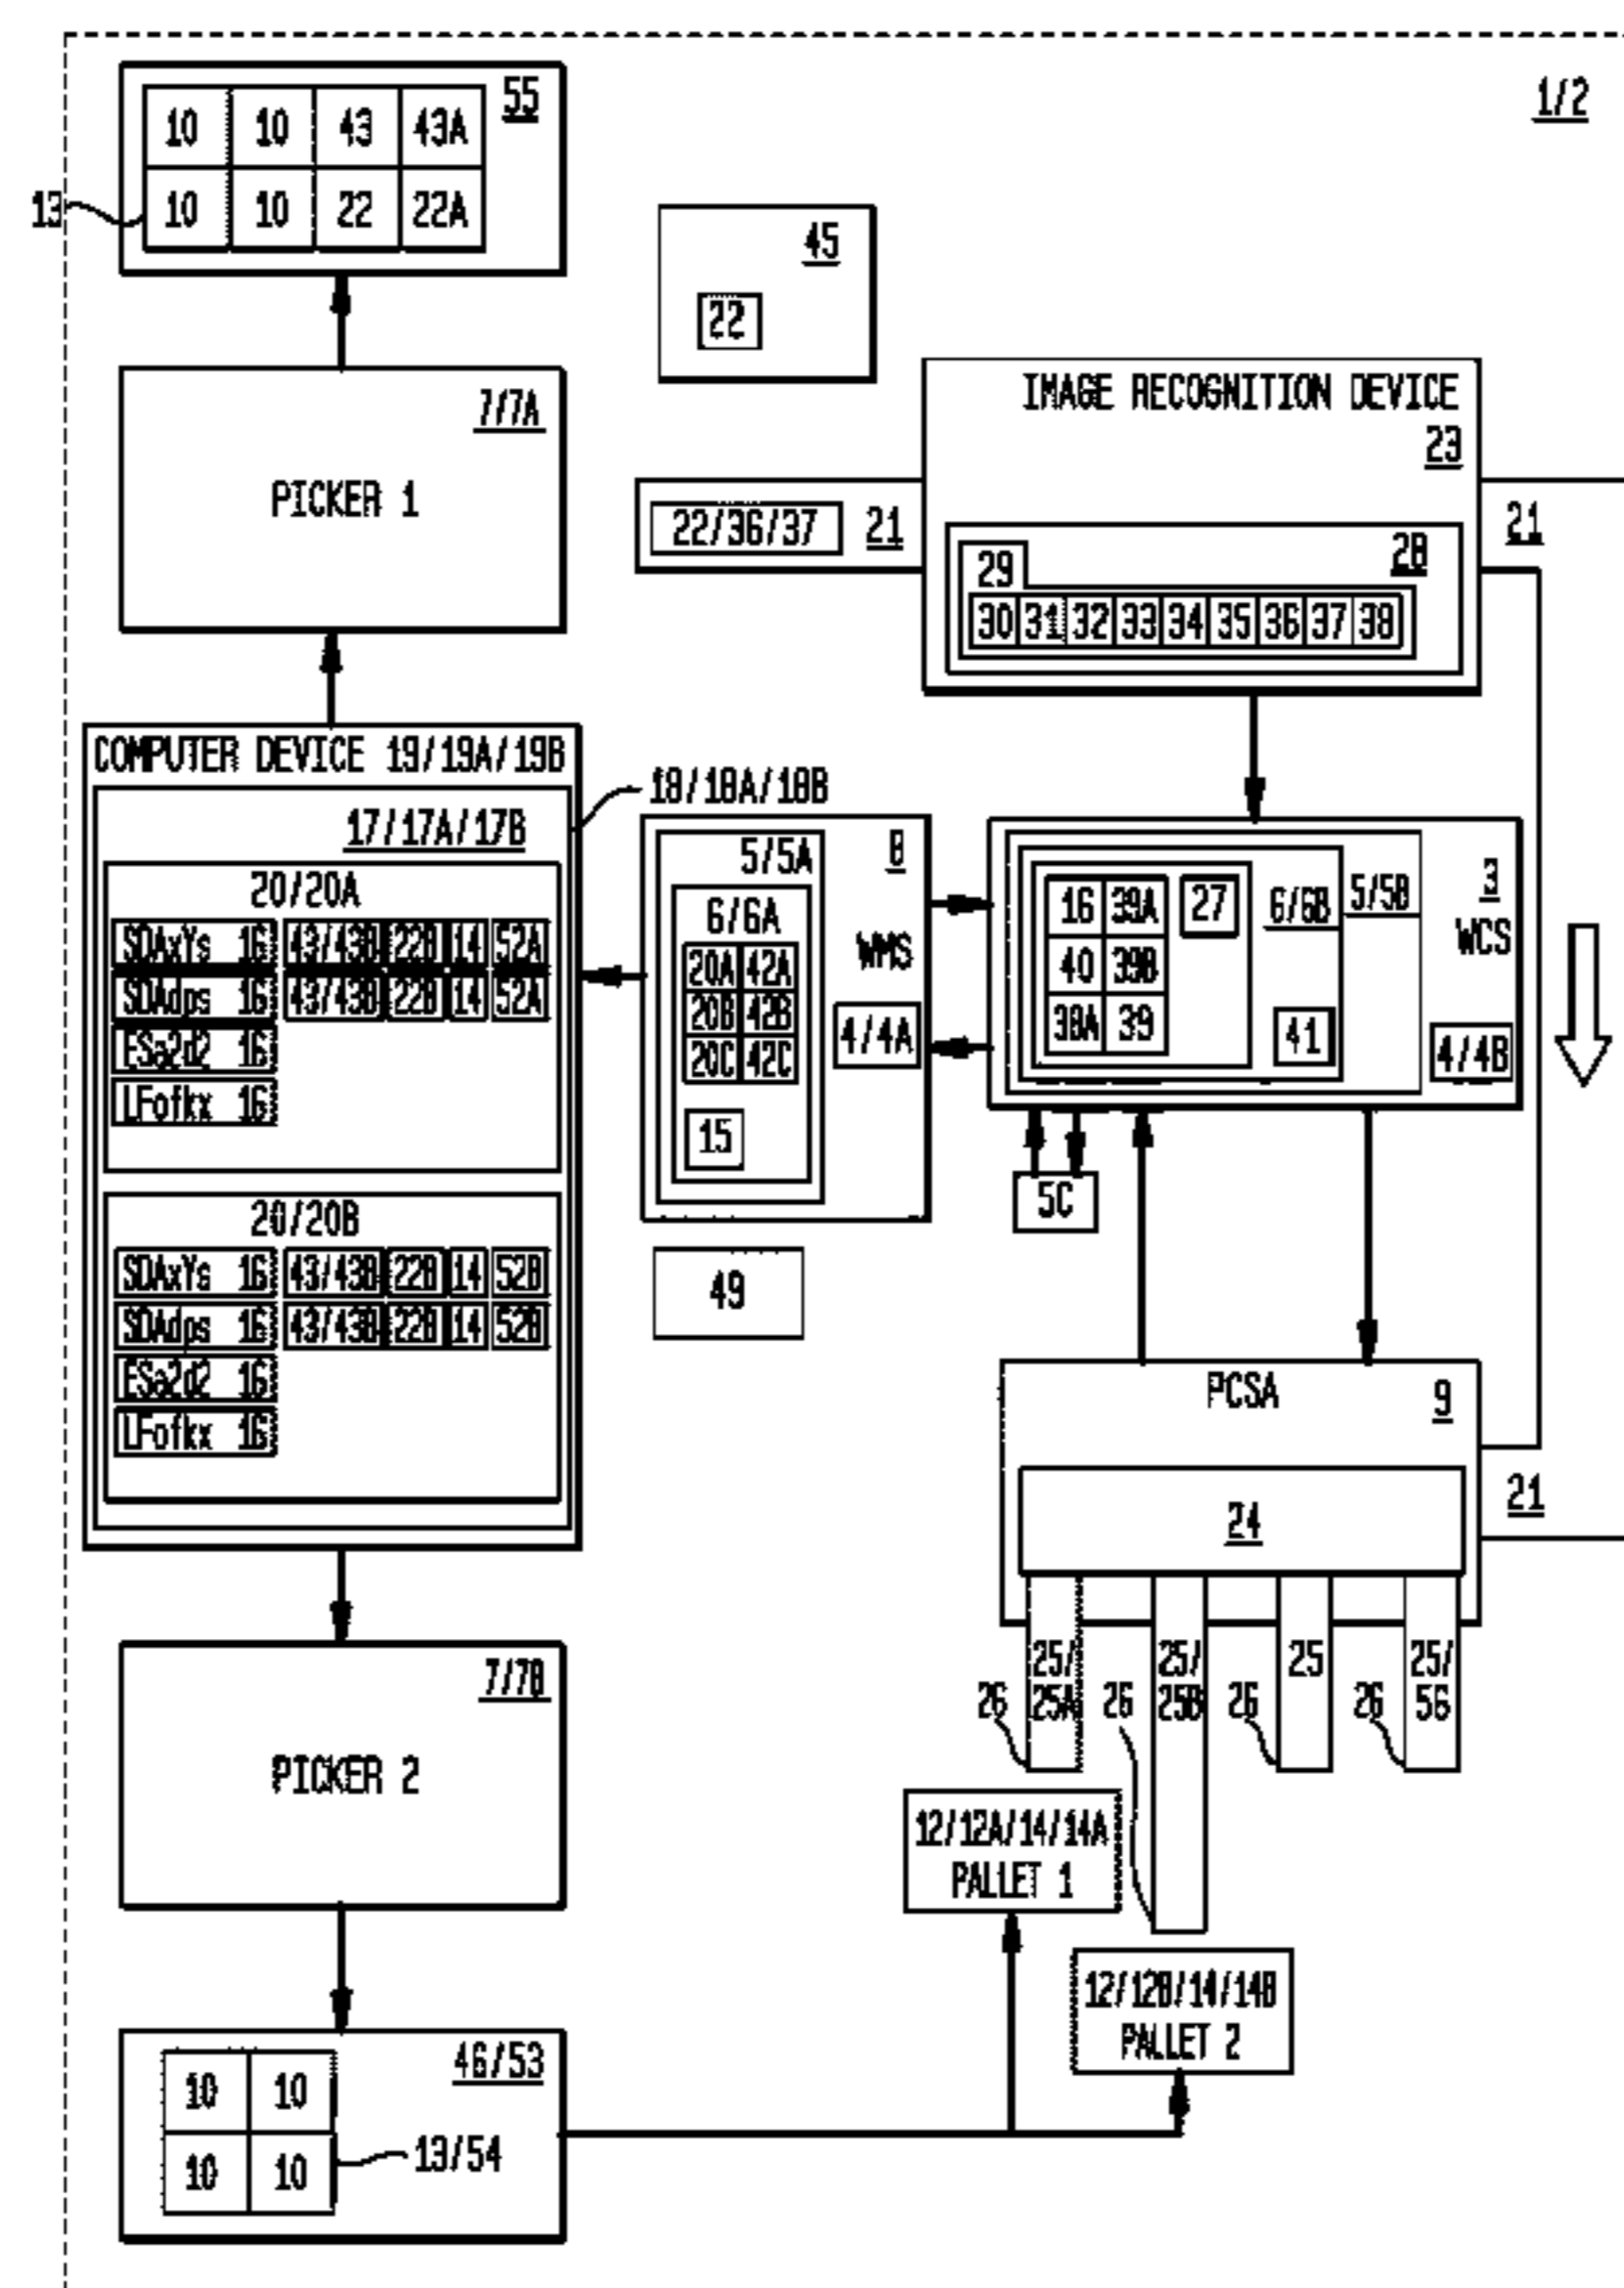 1/2
55
10 10 43 43A
10 10 22 22A
13
45
22
7/7A
PICKER 1
IMAGE RECOGNITION DEVICE
23
22/36/37 21
21
28
29
30 31 32 33 34 35 36 37 38
COMPUTER DEVICE 19/19A/19B
18/18A/18B
17/17A/17B
20/20A
SDAxYs 16 43/43B 22B 14 52A
SDAdps 16 43/43B 22B 14 52A
ESa2d2 16
LFofkx 16
20/20B
SDAxYs 16 43/43B 22B 14 52B
SDAdps 16 43/43B 22B 14 52B
ESa2d2 16
LFofkx 16
5/5A 8
6/6A
WMS
20A 42A
20B 42B
20C 42C
4/4A
15
49
16 39A 27 6/6B 5/5B 3
WCS
40 39B
38A 39
41
4/4B
5C
PCSA 9
24
21
25/25A
25/25B
25
25/56
26 26 26 26
7/7B
PICKER 2
12/12A/14/14A
PALLET 1
12/12B/14/14B
PALLET 2
46/53
10 10
10 10
13/54